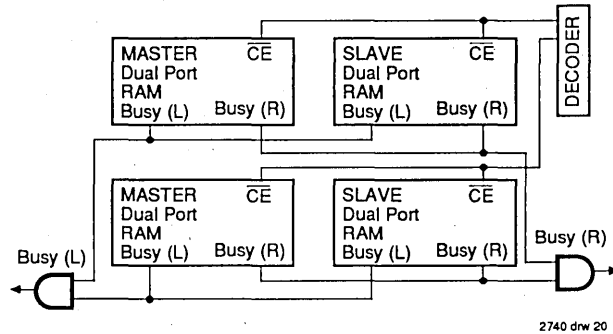 MASTER CE
Dual Port
RAM
Busy (L) Busy (R)
SLAVE CE
Dual Port
RAM
Busy (L) Busy (R)
DECODER
MASTER CE
Dual Port
RAM
Busy (L) Busy (R)
SLAVE CE
Dual Port
RAM
Busy (L) Busy (R)
Busy (L)
Busy (R)
2740 drw 20